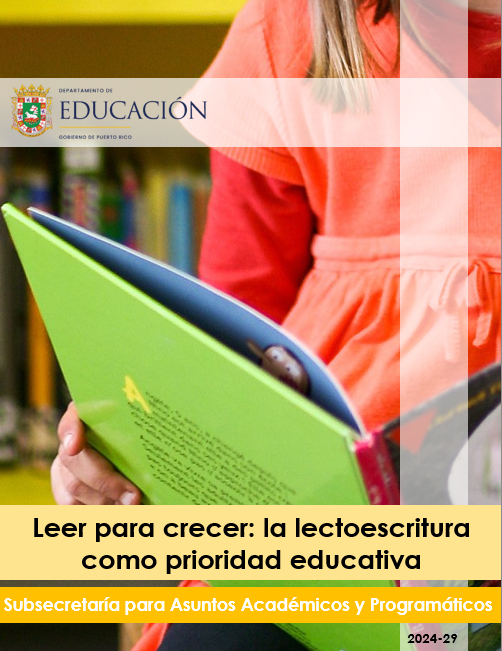 DEPARTAMENTO DE
EDUCACIÓN
GOBIERNO DE PUERTO RICO
A
Leer para crecer: la lectoescritura
como prioridad educativa
Subsecretaría para Asuntos Académicos y Programáticos
2024-29